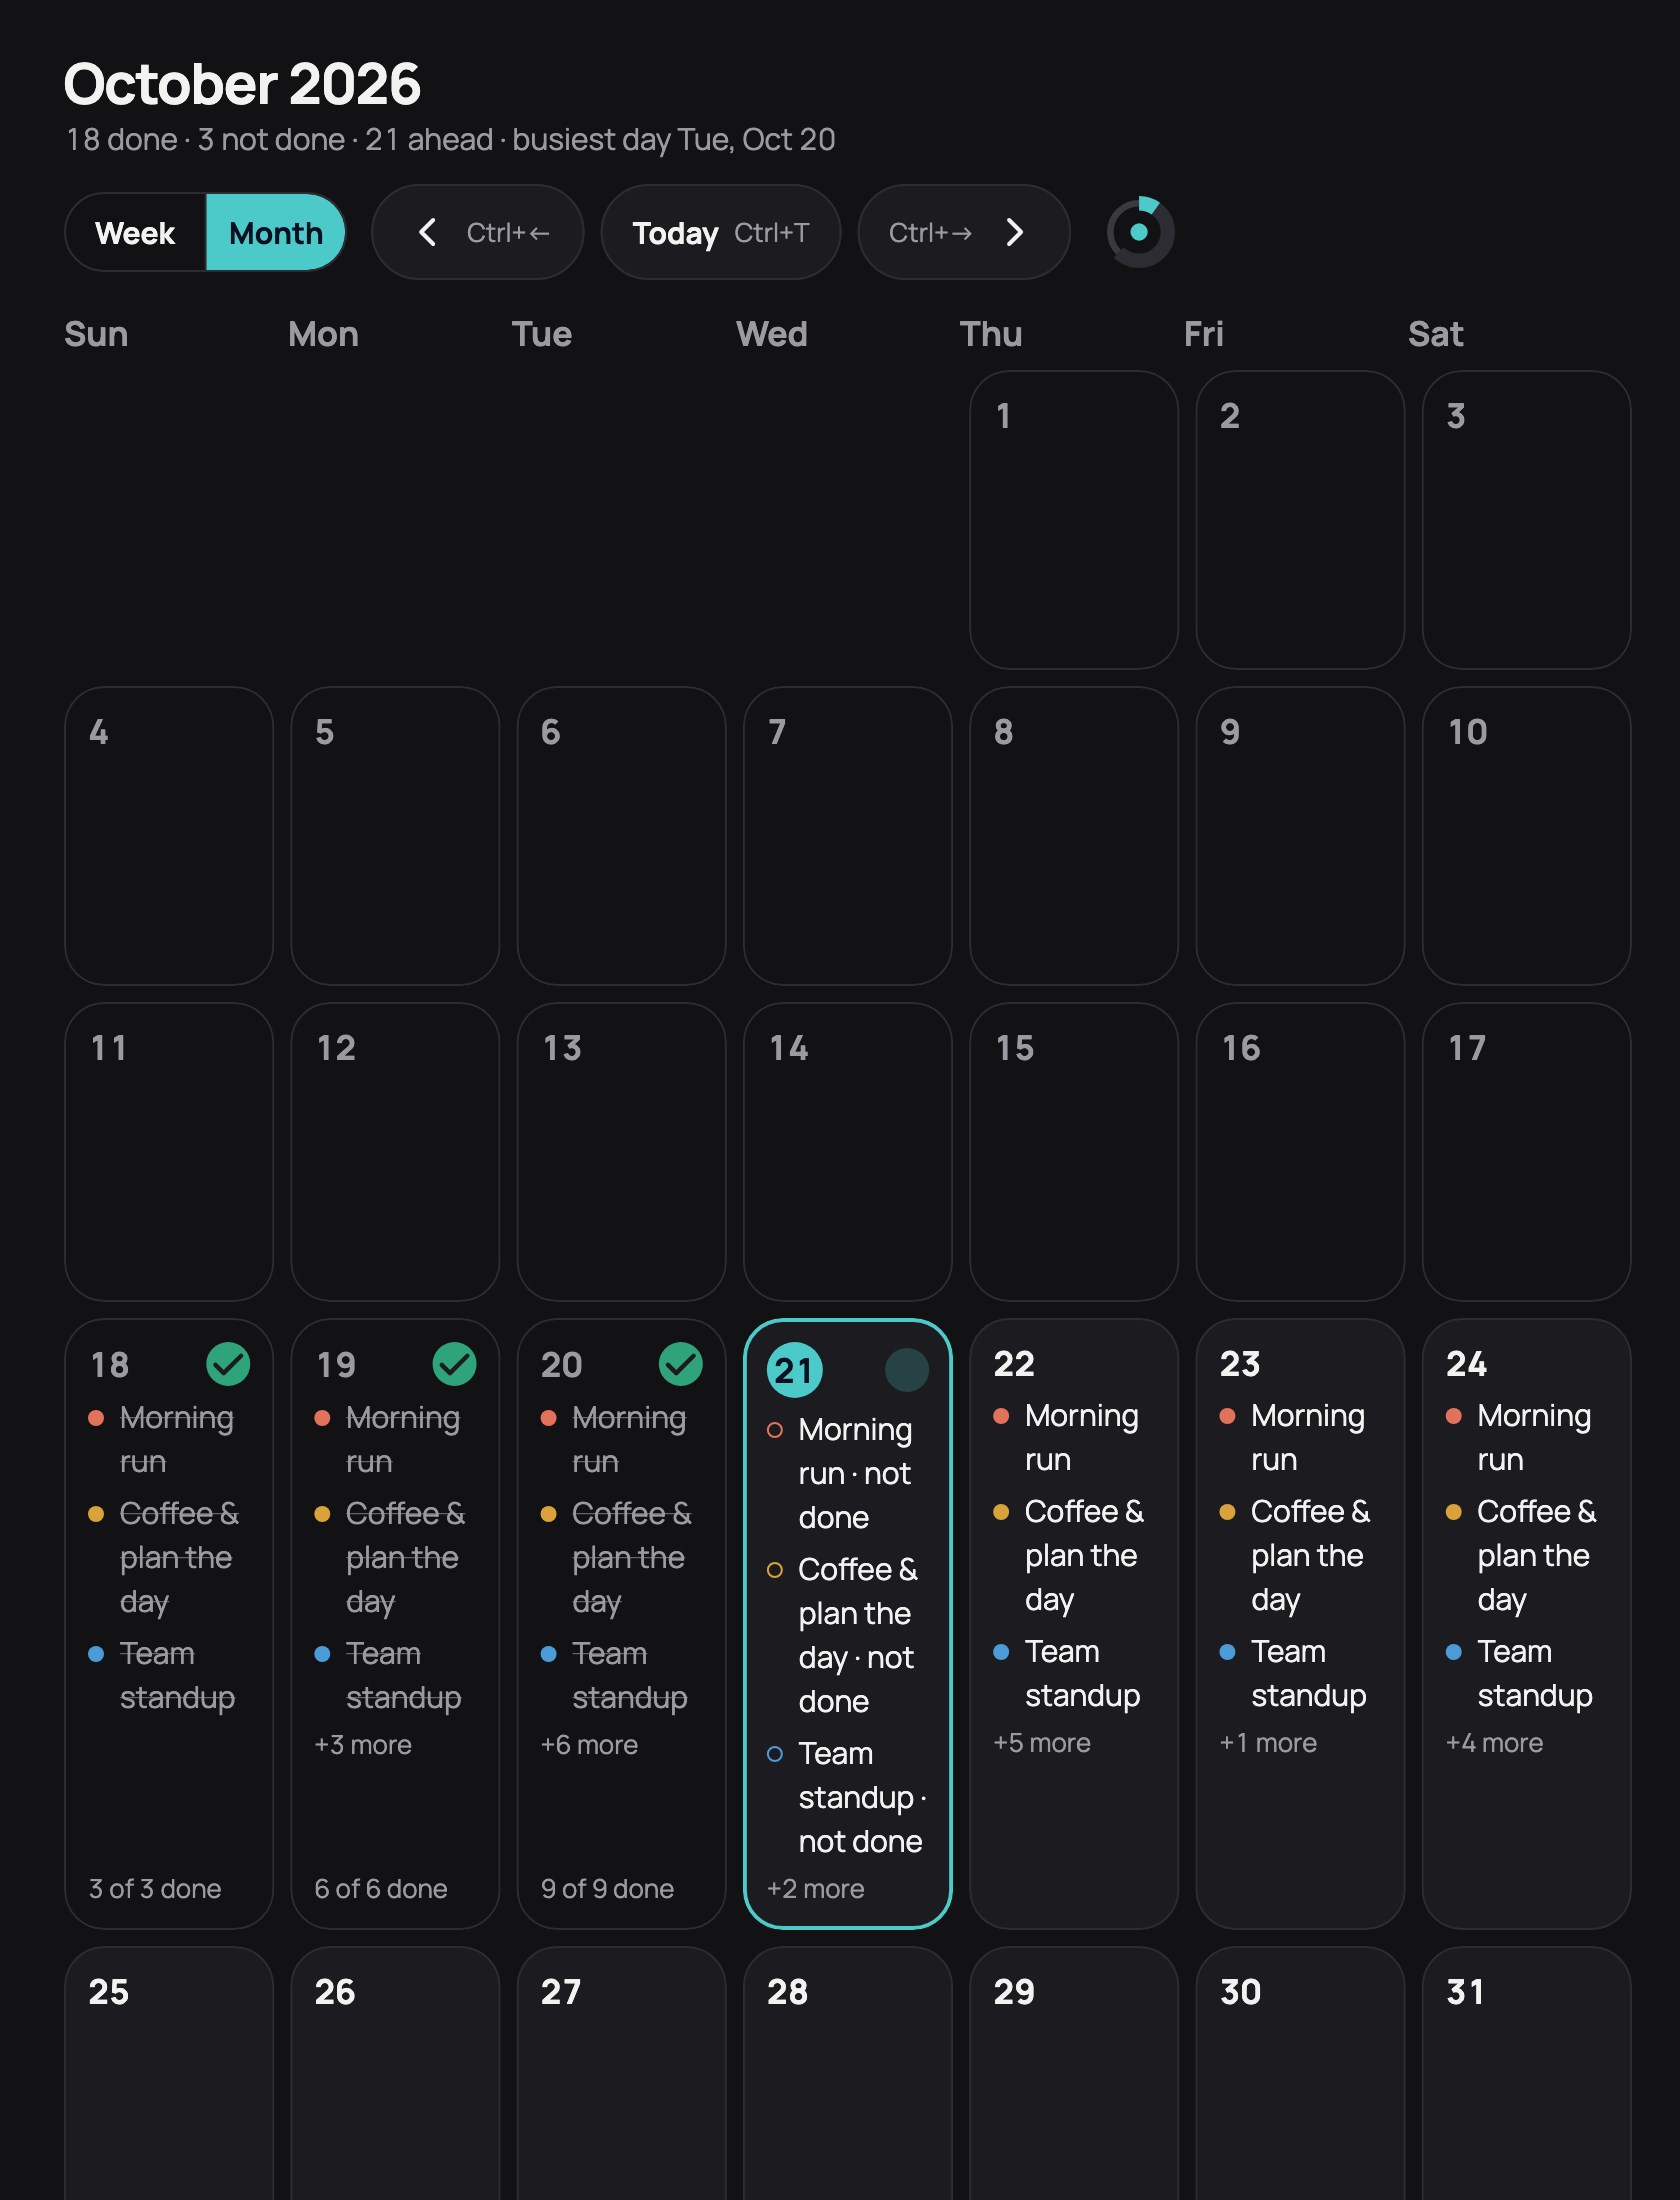 October 2026
18 done · 3 not done · 21 ahead · busiest day Tue, Oct 20
Week Month Ctrl+← Today Ctrl+T Ctrl+→
Sun Mon Tue Wed Thu Fri Sat
1 2 3
4 5 6 7 8 9 10
11 12 13 14 15 16 17
18
Morning
run
Coffee &
plan the
day
Team
standup
3 of 3 done
19
Morning
run
Coffee &
plan the
day
Team
standup
+3 more
6 of 6 done
20
Morning
run
Coffee &
plan the
day
Team
standup
+6 more
9 of 9 done
21
Morning
run · not
done
Coffee &
plan the
day · not
done
Team
standup ·
not done
+2 more
22
Morning
run
Coffee &
plan the
day
Team
standup
+5 more
23
Morning
run
Coffee &
plan the
day
Team
standup
+1 more
24
Morning
run
Coffee &
plan the
day
Team
standup
+4 more
25 26 27 28 29 30 31